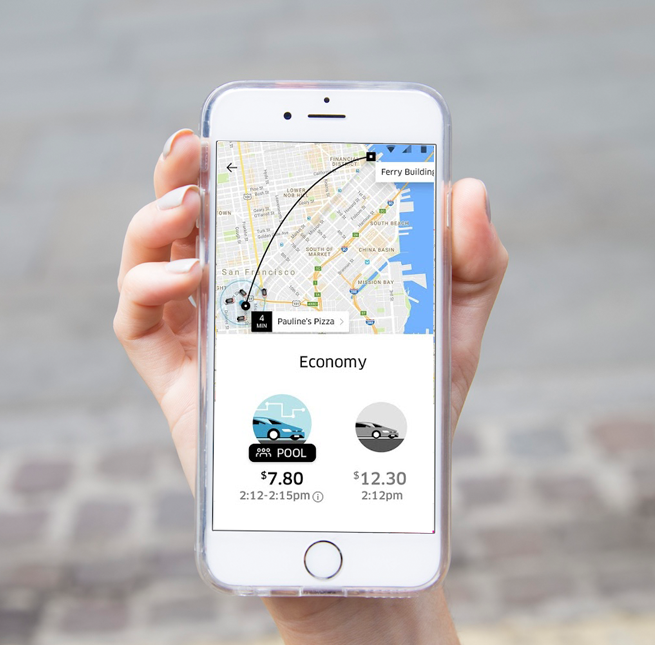 FINANCIAL
DISTRICT
Ferry Building
LOWER
NOB HILL
TOWN
SOUTH BEACH
SOUTH OF
MARKET
CHINA BASIN
San Francisco
MISSION BAY
4
MIN
Pauline's Pizza
Economy
POOL
$7.80
$12.30
2:12-2:15pm
2:12pm